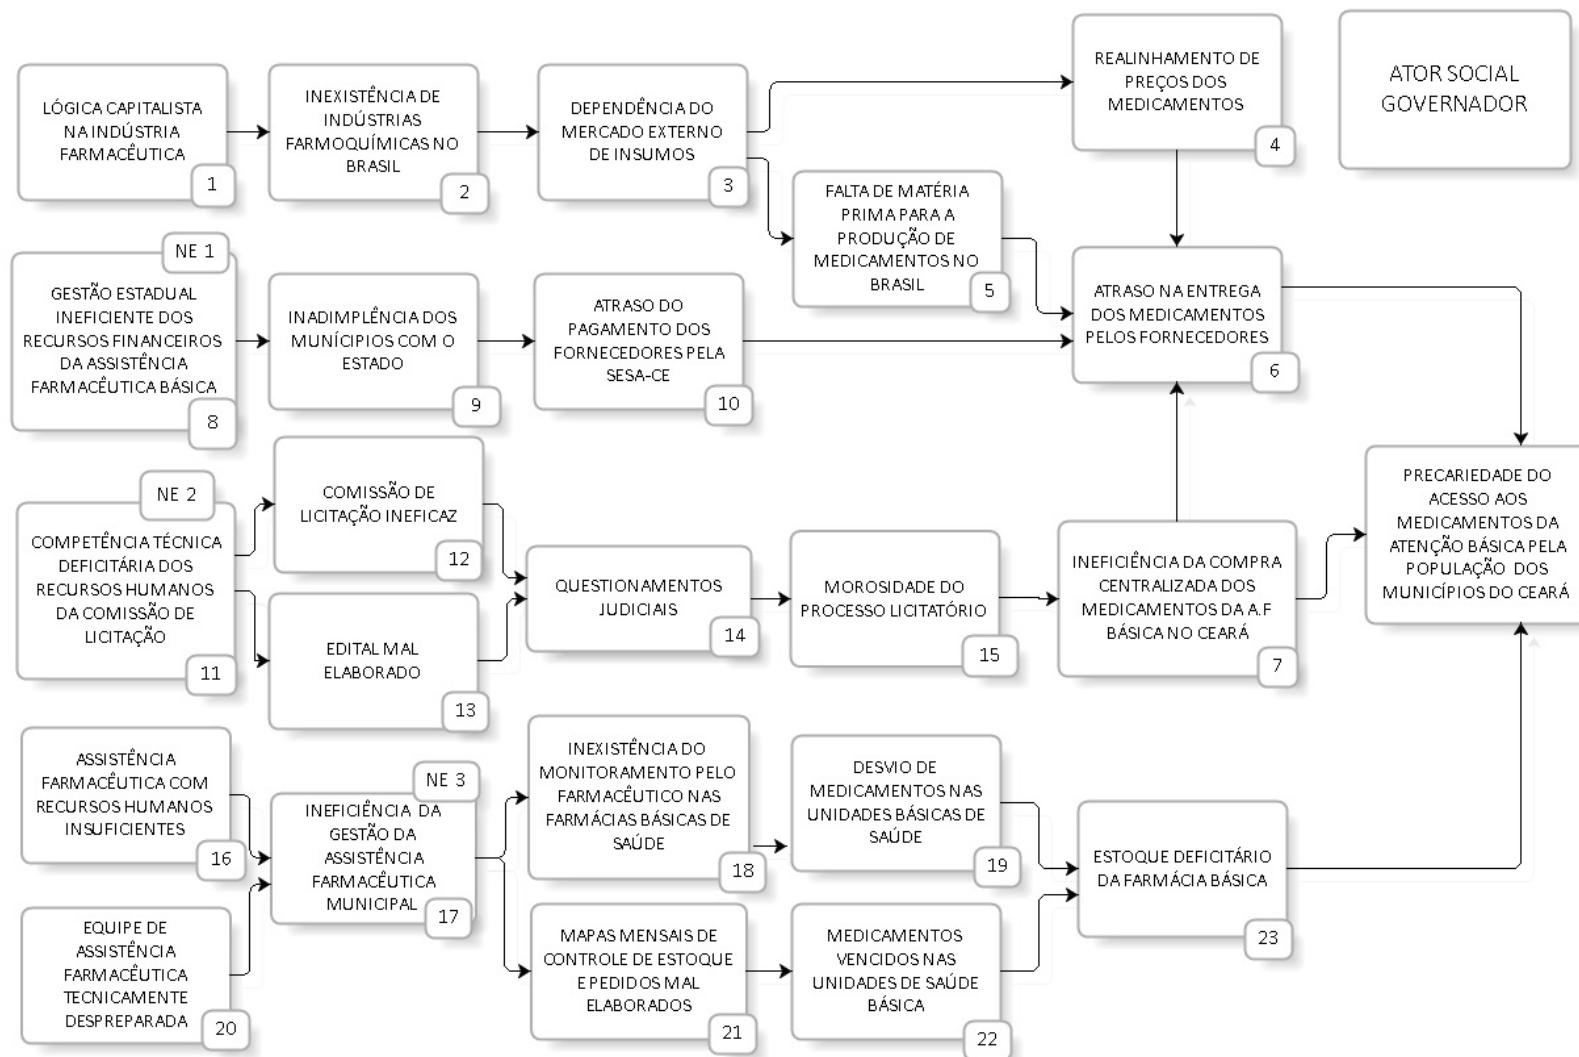 LÓGICA CAPITALISTA
NA INDÚSTRIA
FARMACÊUTICA
1
INEXISTÊNCIA DE
INDÚSTRIAS
FARMOQUÍMICAS NO
BRASIL
2
DEPENDÊNCIA DO
MERCADO EXTERNO
DE INSUMOS
3
REALINHAMENTO DE
PREÇOS DOS
MEDICAMENTOS
4
ATOR SOCIAL
GOVERNADOR
FALTA DE MATÉRIA
PRIMA PARA A
PRODUÇÃO DE
MEDICAMENTOS NO
BRASIL
5
NE 1
GESTÃO ESTADUAL
INEFICIENTE DOS
RECURSOS FINANCEIROS
DA ASSISTÊNCIA
FARMACÊUTICA BÁSICA
8
INADIMPLÊNCIA DOS
MUNÍCIPIOS COM O
ESTADO
9
ATRASO DO
PAGAMENTO DOS
FORNECEDORES PELA
SESA-CE
10
ATRASO NA ENTREGA
DOS MEDICAMENTOS
PELOS FORNECEDORES
6
NE 2
COMPETÊNCIA TÉCNICA
DEFICITÁRIA DOS
RECURSOS HUMANOS
DA COMISSÃO DE
LICITAÇÃO
11
COMISSÃO DE
LICITAÇÃO INEFICAZ
12
EDITAL MAL
ELABORADO
13
QUESTIONAMENTOS
JUDICIAIS
14
MOROSIDADE DO
PROCESSO LICITATÓRIO
15
INEFICIÊNCIA DA COMPRA
CENTRALIZADA DOS
MEDICAMENTOS DA A.F
BÁSICA NO CEARÁ
7
PRECARIEDADE DO
ACESSO AOS
MEDICAMENTOS DA
ATENÇÃO BÁSICA PELA
POPULAÇÃO DOS
MUNICÍPIOS DO CEARÁ
ASSISTÊNCIA
FARMACÊUTICA COM
RECURSOS HUMANOS
INSUFICIENTES
16
EQUIPE DE
ASSISTÊNCIA
FARMACÊUTICA
TECNICAMENTE
DESPREPARADA
20
NE 3
INEFICIÊNCIA DA
GESTÃO DA
ASSISTÊNCIA
FARMACÊUTICA
MUNICIPAL
17
INEXISTÊNCIA DO
MONITORAMENTO PELO
FARMACÊUTICO NAS
FARMÁCIAS BÁSICAS DE
SAÚDE
18
DESVIO DE
MEDICAMENTOS NAS
UNIDADES BÁSICAS DE
SAÚDE
19
MAPAS MENSAIS DE
CONTROLE DE ESTOQUE
E PEDIDOS MAL
ELABORADOS
21
MEDICAMENTOS
VENCIDOS NAS
UNIDADES DE SAÚDE
BÁSICA
22
ESTOQUE DEFICITÁRIO
DA FARMÁCIA BÁSICA
23